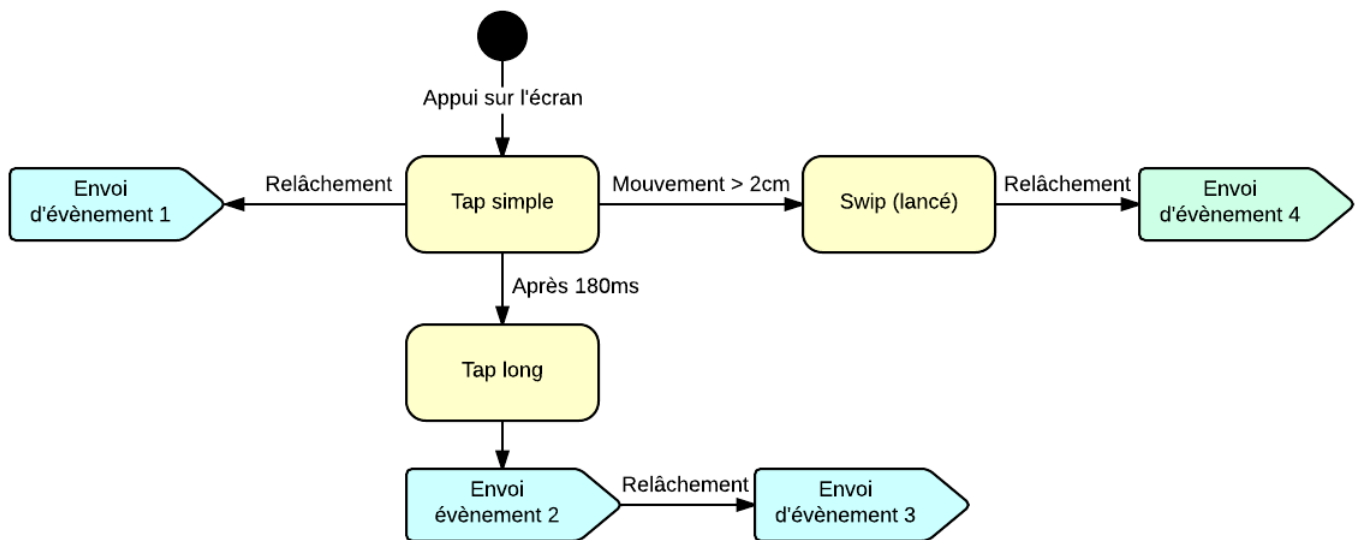 Appui sur l'écran
Envoi
d'évènement 1
Relâchement
Tap simple
Mouvement > 2cm
Swip (lancé)
Relâchement
Envoi
d'évènement 4
Après 180ms
Tap long
Envoi
évènement 2
Relâchement
Envoi
d'évènement 3